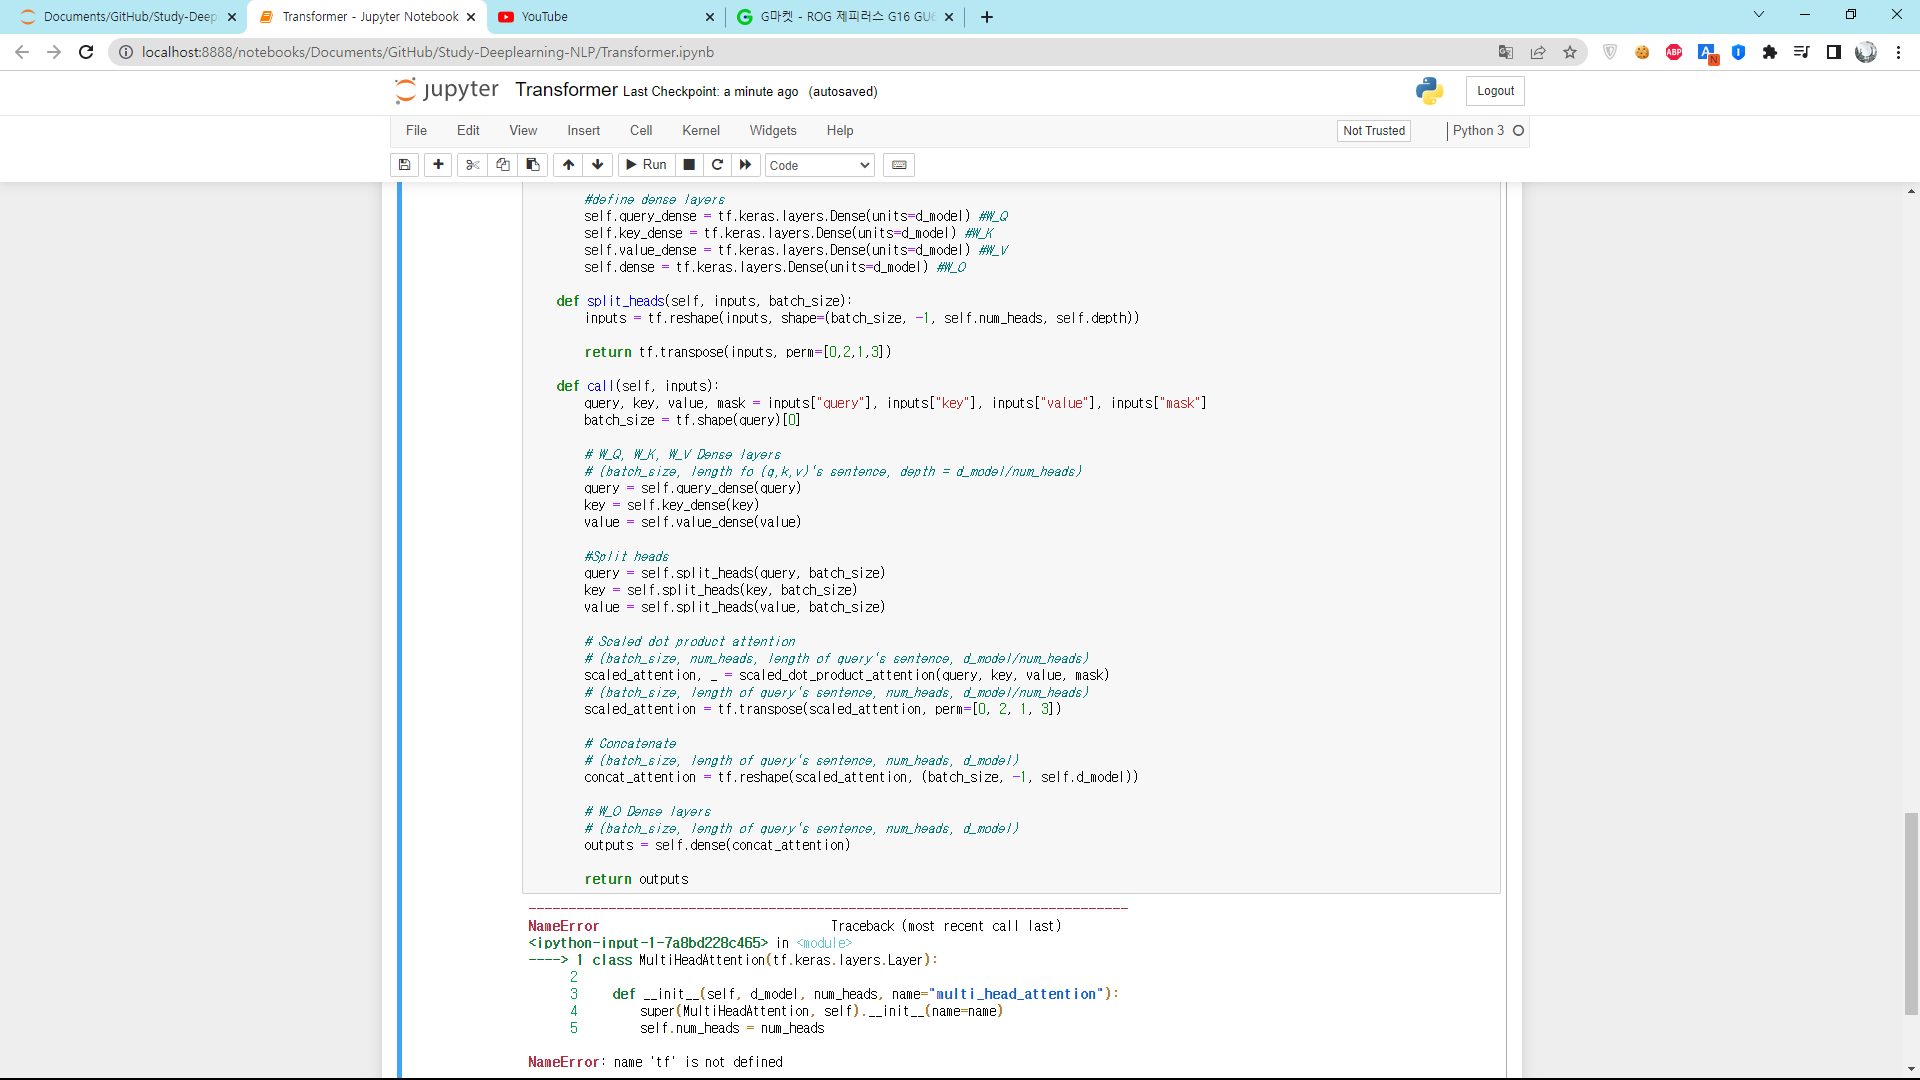 Documents/GitHub/Study-Deep
Transformer - Jupyter Notebook
YouTube
G마켓 - ROG 제피러스 G16 GU6
localhost:8888/notebooks/Documents/GitHub/Study-Deeplearning-NLP/Transformer.ipynb
jupyter Transformer Last Checkpoint: a minute ago (autosaved)
Logout
File Edit View Insert Cell Kernel Widgets Help
Not Trusted
Python 3
Run
Code
#define dense layers
self.query_dense = tf.keras.layers.Dense(units=d_model) #W_Q
self.key_dense = tf.keras.layers.Dense(units=d_model) #W_K
self.value_dense = tf.keras.layers.Dense(units=d_model) #W_V
self.dense = tf.keras.layers.Dense(units=d_model) #W_O
def split_heads(self, inputs, batch_size):
inputs = tf.reshape(inputs, shape=(batch_size, -1, self.num_heads, self.depth))
return tf.transpose(inputs, perm=[0,2,1,3])
def call(self, inputs):
query, key, value, mask = inputs["query"], inputs["key"], inputs["value"], inputs["mask"]
batch_size = tf.shape(query)[0]
# W_Q, W_K, W_V Dense layers
# (batch_size, length fo (q,k,v)'s sentence, depth = d_model/num_heads)
query = self.query_dense(query)
key = self.key_dense(key)
value = self.value_dense(value)
#Split heads
query = self.split_heads(query, batch_size)
key = self.split_heads(key, batch_size)
value = self.split_heads(value, batch_size)
# Scaled dot product attention
# (batch_size, num_heads, length of query's sentence, d_model/num_heads)
scaled_attention, _ = scaled_dot_product_attention(query, key, value, mask)
# (batch_size, length of query's sentence, num_heads, d_model/num_heads)
scaled_attention = tf.transpose(scaled_attention, perm=[0, 2, 1, 3])
# Concatenate
# (batch_size, length of query's sentence, num_heads, d_model)
concat_attention = tf.reshape(scaled_attention, (batch_size, -1, self.d_model))
# W_O Dense layers
# (batch_size, length of query's sentence, num_heads, d_model)
outputs = self.dense(concat_attention)
return outputs
---------------------------------------------------------------------------
NameError Traceback (most recent call last)
<ipython-input-1-7a8bd228c465> in <module>
----> 1 class MultiHeadAttention(tf.keras.layers.Layer):
2
3 def __init__(self, d_model, num_heads, name="multi_head_attention"):
4 super(MultiHeadAttention, self).__init__(name=name)
5 self.num_heads = num_heads
NameError: name 'tf' is not defined